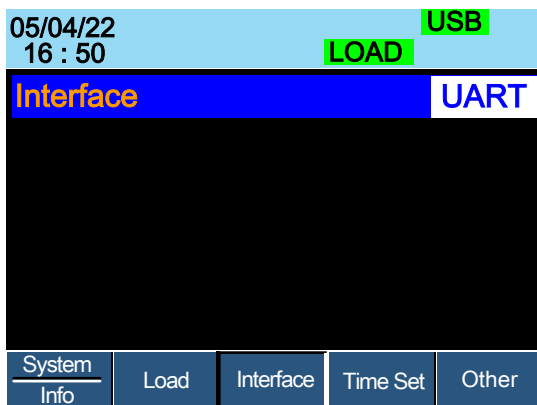 05/04/22
USB
16 : 50
LOAD
Interface UART
System
Info
Load
Interface
Time Set
Other